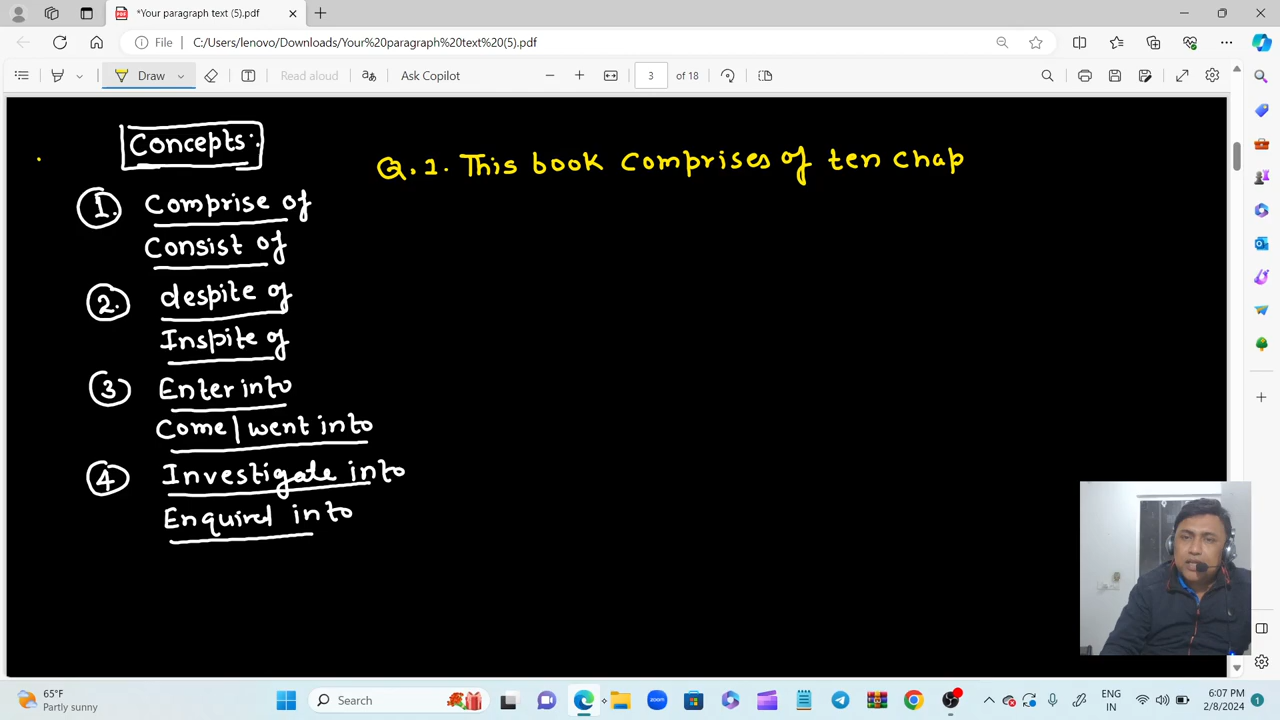 *Your paragraph text (5).pdf
File
C:/Users/lenovo/Downloads/Your%20paragraph%20text%20(5).pdf
Draw
Read aloud
Ask Copilot
3
of 18
Concepts:
Q.1. This book Comprises of ten chap
1. Comprise of
Consist of
2. despite of
Inspite of
3 Enter into
Come/went into
4 Investigate into
Enquired into
65°F
Partly sunny
Search
zoom
ENG
IN
6:07 PM
2/8/2024
1